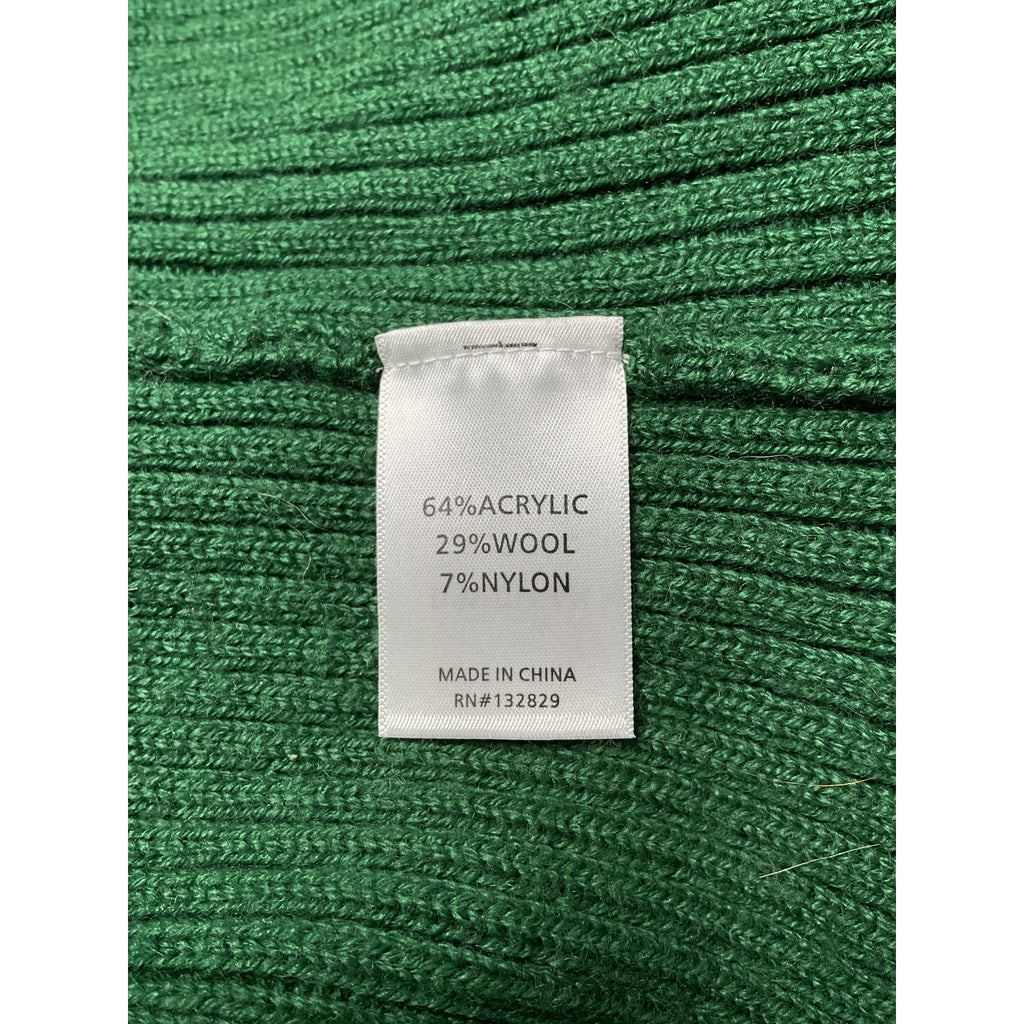 64%ACRYLIC
29%WOOL
7%NYLON
MADE IN CHINA
RN#132829